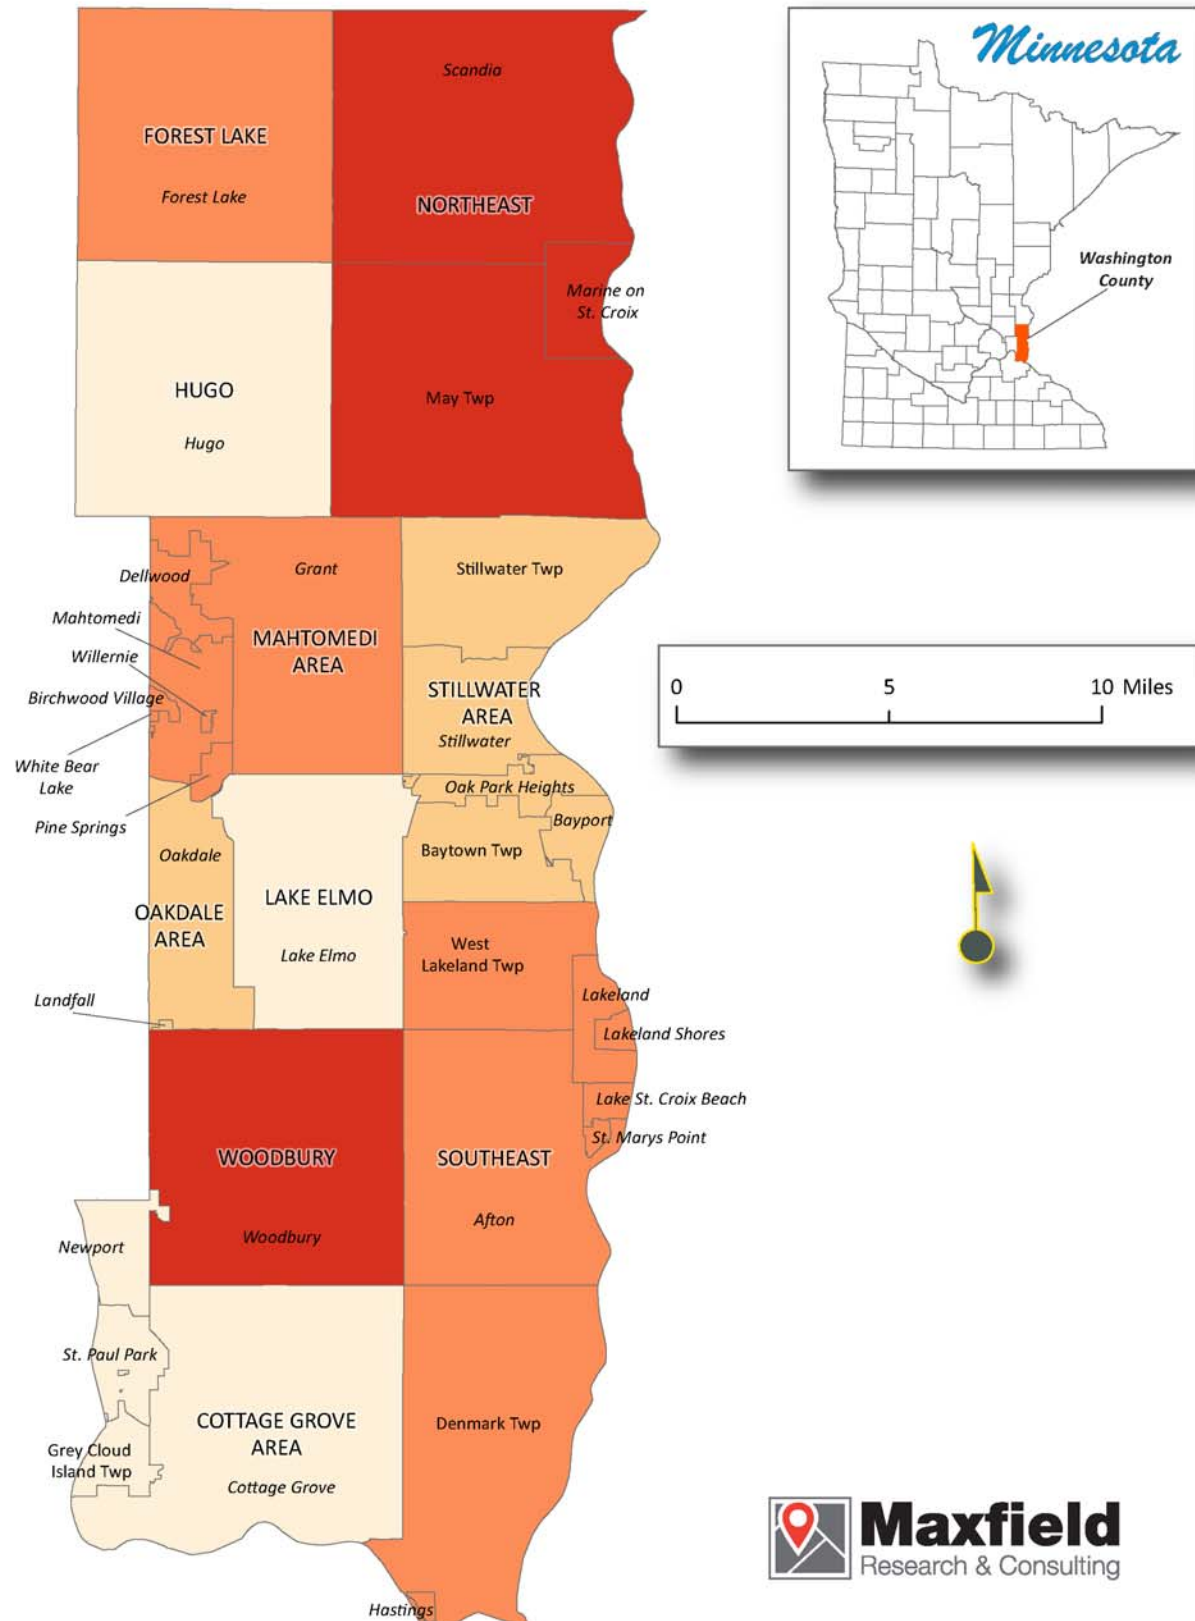 Minnesota
Washington
County
Scandia
FOREST LAKE
Forest Lake
NORTHEAST
Marine on
St. Croix
HUGO
Hugo
May Twp
Dellwood
Grant
Stillwater Twp
Mahtomedi
MAHTOMEDI
AREA
Willernie
Birchwood Village
STILLWATER
AREA
Stillwater
White Bear
Lake
Oak Park Heights
Pine Springs
Bayport
Oakdale
Baytown Twp
OAKDALE
AREA
LAKE ELMO
Lake Elmo
West
Lakeland Twp
Landfall
Lakeland
Lakeland Shores
Lake St. Croix Beach
St. Marys Point
WOODBURY
Woodbury
SOUTHEAST
Afton
Newport
St. Paul Park
COTTAGE GROVE
AREA
Cottage Grove
Denmark Twp
Grey Cloud
Island Twp
Hastings
0 5 10 Miles
Maxfield
Research & Consulting